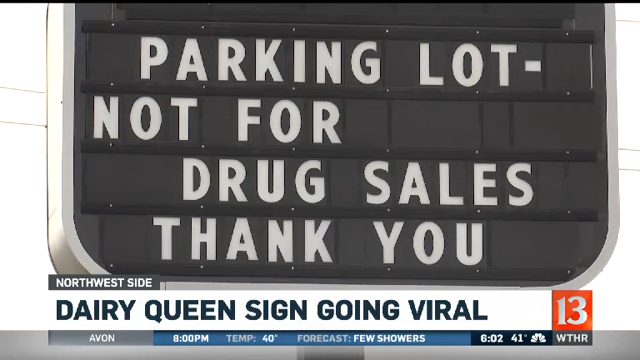 PARKING LOT-
NOT FOR
DRUG SALES
THANK YOU
NORTHWEST SIDE
DAIRY QUEEN SIGN GOING VIRAL
13
AVON 8:00PM TEMP: 40° FORECAST: FEW SHOWERS 6:02 41° WTHR